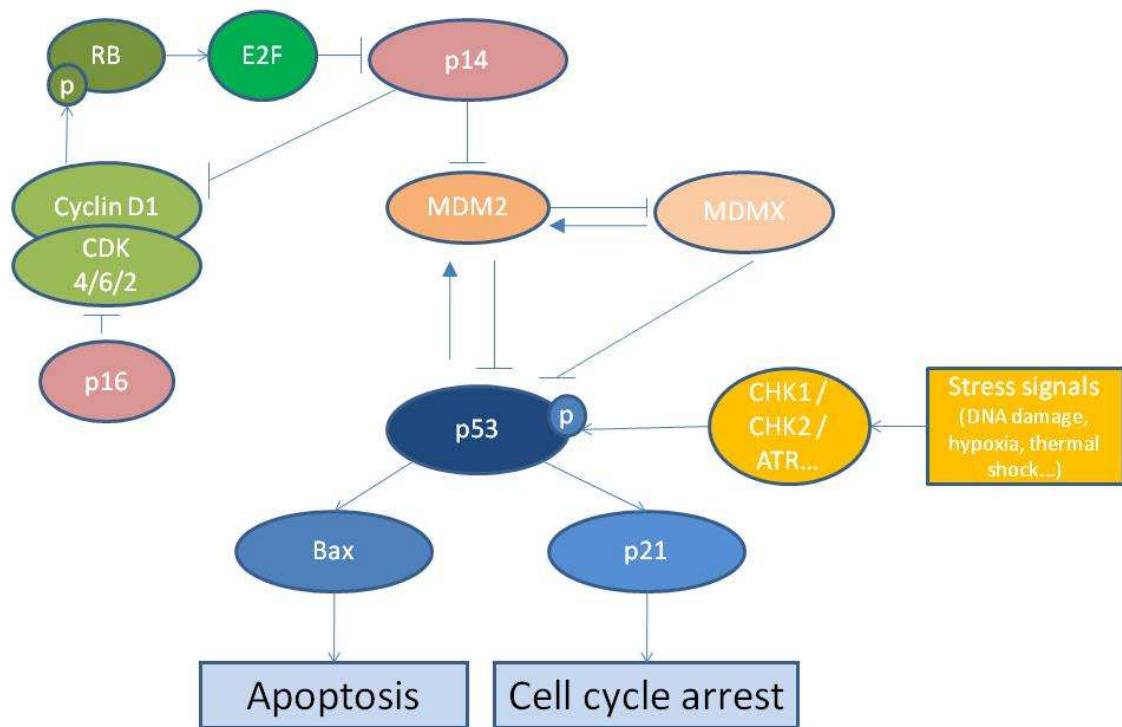 RB
p
E2F
p14
Cyclin D1
CDK
4/6/2
p16
MDM2
MDMX
p53
p
CHK1 /
CHK2 /
ATR...
Stress signals
(DNA damage,
hypoxia, thermal
shock...)
Bax
p21
Apoptosis
Cell cycle arrest